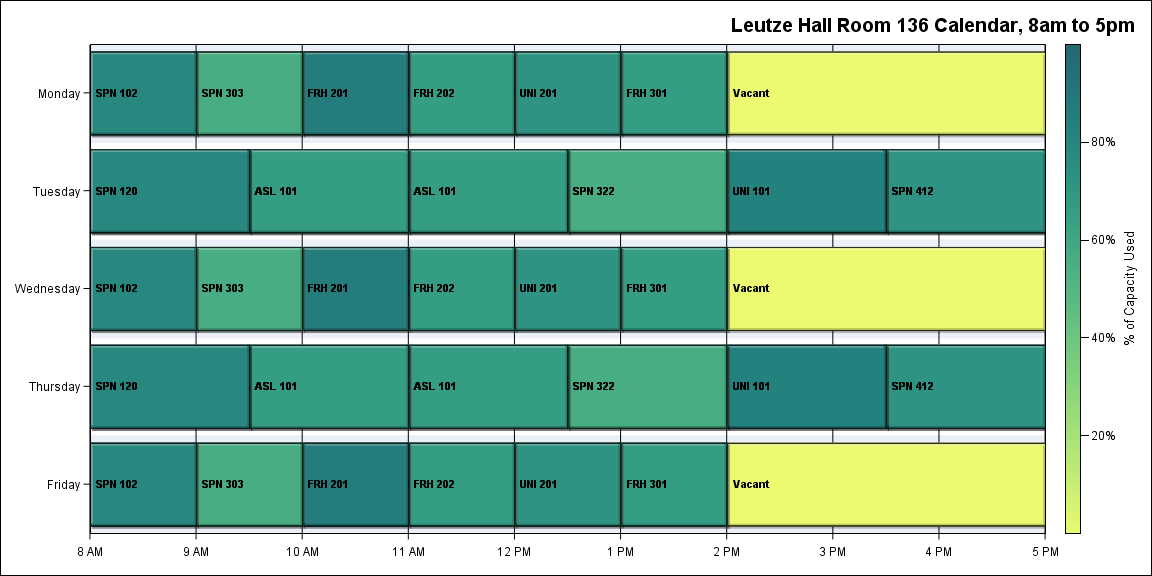 Leutze Hall Room 136 Calendar, 8am to 5pm
Monday
SPN 102
SPN 303
FRH 201
FRH 202
UNI 201
FRH 301
Vacant
Tuesday
SPN 120
ASL 101
ASL 101
SPN 322
UNI 101
SPN 412
Wednesday
SPN 102
SPN 303
FRH 201
FRH 202
UNI 201
FRH 301
Vacant
Thursday
SPN 120
ASL 101
ASL 101
SPN 322
UNI 101
SPN 412
Friday
SPN 102
SPN 303
FRH 201
FRH 202
UNI 201
FRH 301
Vacant
8 AM
9 AM
10 AM
11 AM
12 PM
1 PM
2 PM
3 PM
4 PM
5 PM
80%
60%
40%
20%
% of Capacity Used